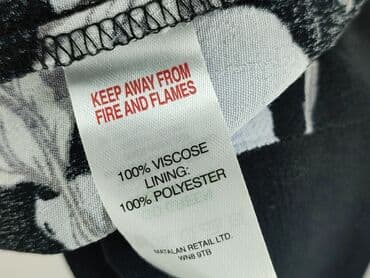 KEEP AWAY FROM
FIRE AND FLAMES
100% VISCOSE
LINING:
100% POLYESTER
MATALAN RETAIL LTD.
WN8 9TB